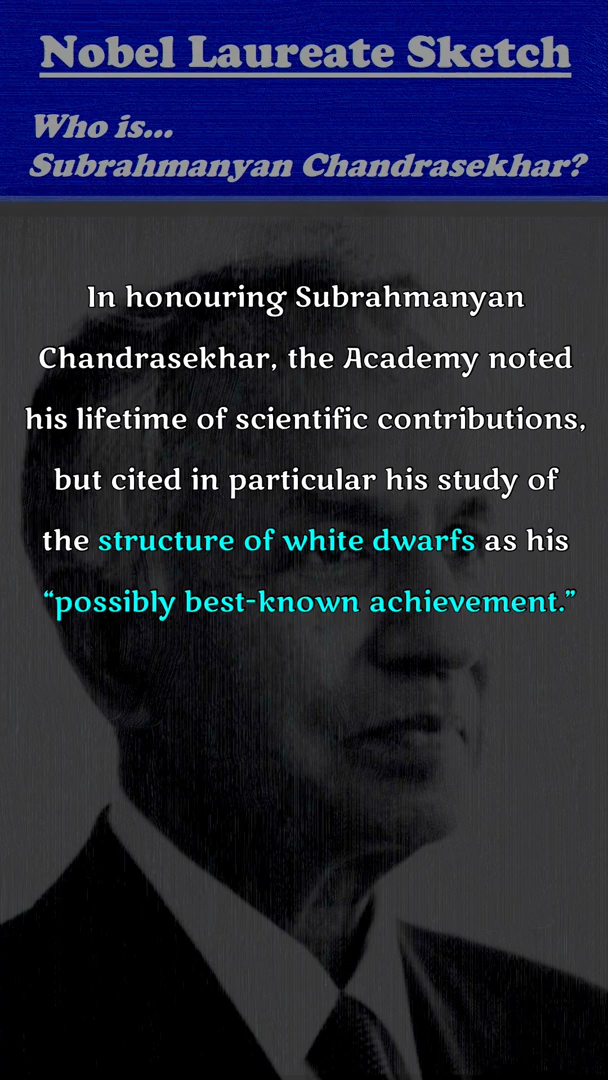 Nobel Laureate Sketch
Who is...
Subrahmanyan Chandrasekhar?
In honouring Subrahmanyan
Chandrasekhar, the Academy noted
his lifetime of scientific contributions,
but cited in particular his study of
the structure of white dwarfs as his
“possibly best-known achievement.”